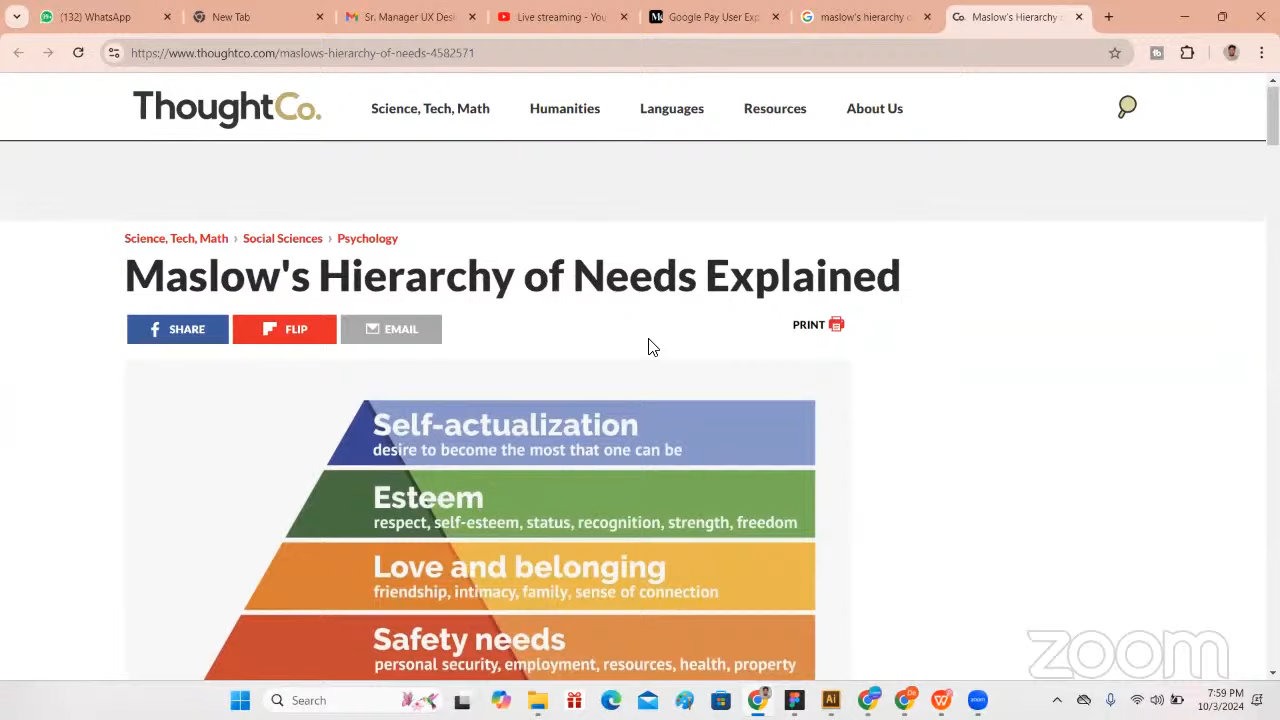 (132) WhatsApp
New Tab
Sr. Manager UX Desi
Live streaming - You
Google Pay User Exp
maslow's hierarchy o
Maslow's Hierarchy o
https://www.thoughtco.com/maslows-hierarchy-of-needs-4582571
ThoughtCo.
Science, Tech, Math
Humanities
Languages
Resources
About Us
Science, Tech, Math › Social Sciences › Psychology
Maslow's Hierarchy of Needs Explained
SHARE
FLIP
EMAIL
PRINT
Self-actualization
desire to become the most that one can be
Esteem
respect, self-esteem, status, recognition, strength, freedom
Love and belonging
friendship, intimacy, family, sense of connection
Safety needs
personal security, employment, resources, health, property
zoom
Search
7:59 PM
10/3/2024